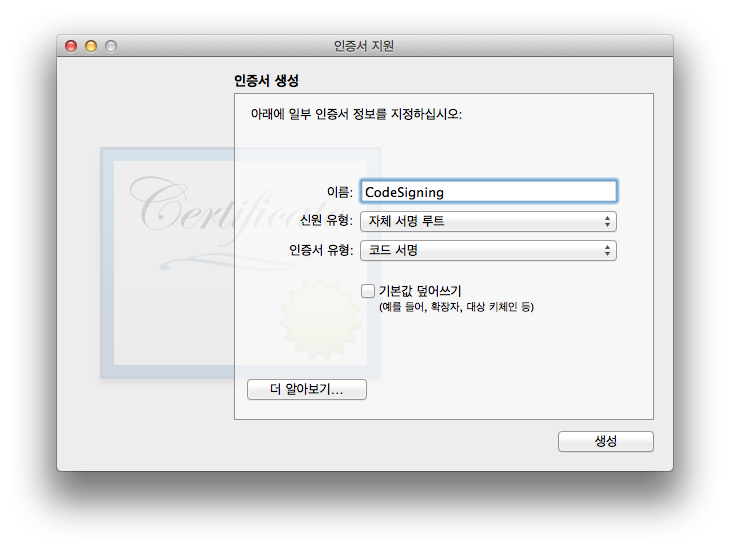 인증서 지원
인증서 생성
아래에 일부 인증서 정보를 지정하십시오:
Certificate
이름: CodeSigning
신원 유형: 자체 서명 루트
인증서 유형: 코드 서명
기본값 덮어쓰기
(예를 들어, 확장자, 대상 키체인 등)
더 알아보기...
생성